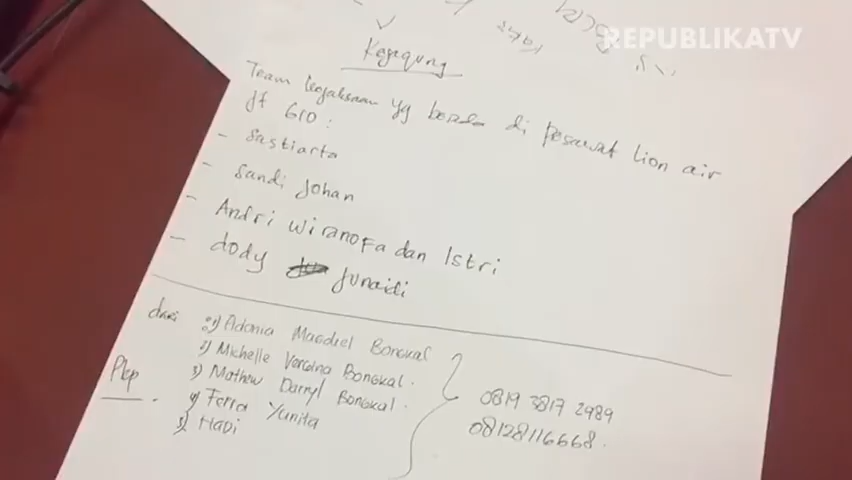 REPUBLIKATV
Kejagung
Team kejaksaan yg berada di pesawat lion air
jt 610 :
- Sastiarta
- Sandi Johan
- Andri Wiranofa dan Istri
- dody Junaidi
dari 1) Adonia Magdiel Bongkal
2) Michelle Vergina Bongkal.
3) Mathew Darryl Bongkal.
4) Ferra Yunita
5) Hadi
Pkp
0819 3817 2989
08128116668.